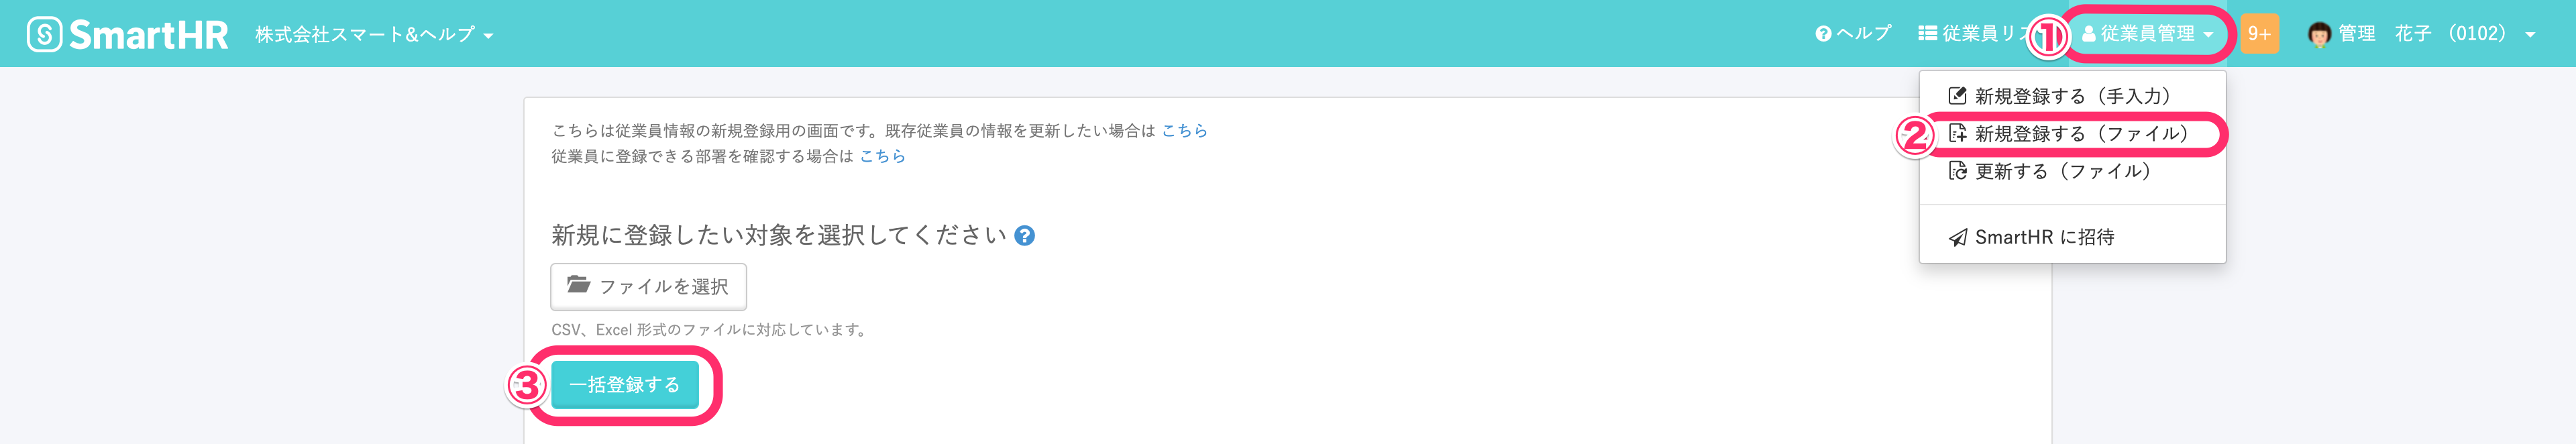 SmartHR 株式会社スマート&ヘルプ ヘルプ 従業員リス ① 従業員管理 9+ 管理 花子 (0102)
新規登録する（手入力）
② 新規登録する（ファイル）
更新する（ファイル）
SmartHR に招待
こちらは従業員情報の新規登録用の画面です。既存従業員の情報を更新したい場合は こちら
従業員に登録できる部署を確認する場合は こちら
新規に登録したい対象を選択してください ?
ファイルを選択
CSV、Excel 形式のファイルに対応しています。
③ 一括登録する